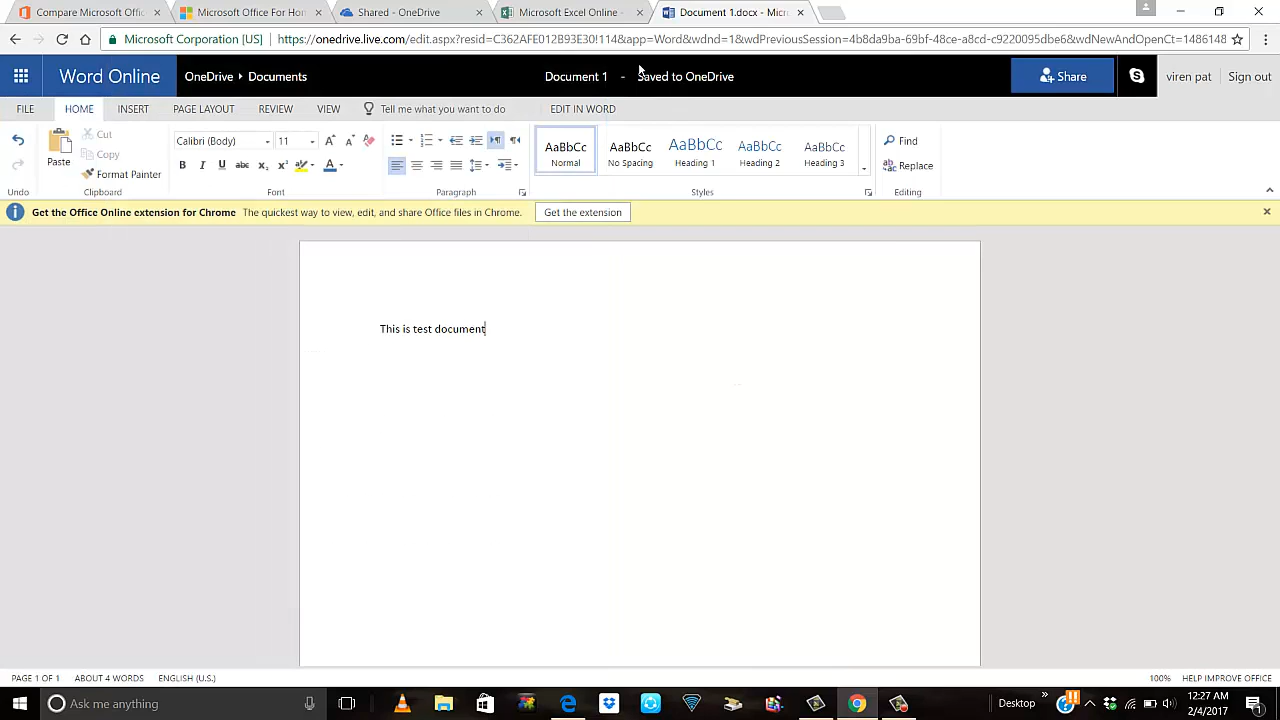 Compare Microsoft Offic
Microsoft Office For Hom
Shared - OneDrive
Microsoft Excel Online -
Document 1.docx - Micr
Microsoft Corporation [US] https://onedrive.live.com/edit.aspx?resid=C362AFE012B93E30!114&app=Word&wdnd=1&wdPreviousSession=4b8da9ba-69bf-48ce-a8cd-c9220095dbe6&wdNewAndOpenCt=1486148
Word Online OneDrive Documents Document 1 - Saved to OneDrive Share viren pat Sign out
FILE HOME INSERT PAGE LAYOUT REVIEW VIEW Tell me what you want to do EDIT IN WORD
Paste Cut Copy Format Painter
Calibri (Body) 11
B I U abc x₂ x² A
AaBbCc AaBbCc AaBbCc AaBbCc AaBbCc
Normal No Spacing Heading 1 Heading 2 Heading
Find
Replace
Undo Clipboard Font Paragraph Styles Editing
Get the Office Online extension for Chrome The quickest way to view, edit, and share Office files in Chrome. Get the extension
This is test document
PAGE 1 OF 1 ABOUT 4 WORDS ENGLISH (U.S.) 100% HELP IMPROVE OFFICE
Ask me anything Desktop 12:27 AM
2/4/2017